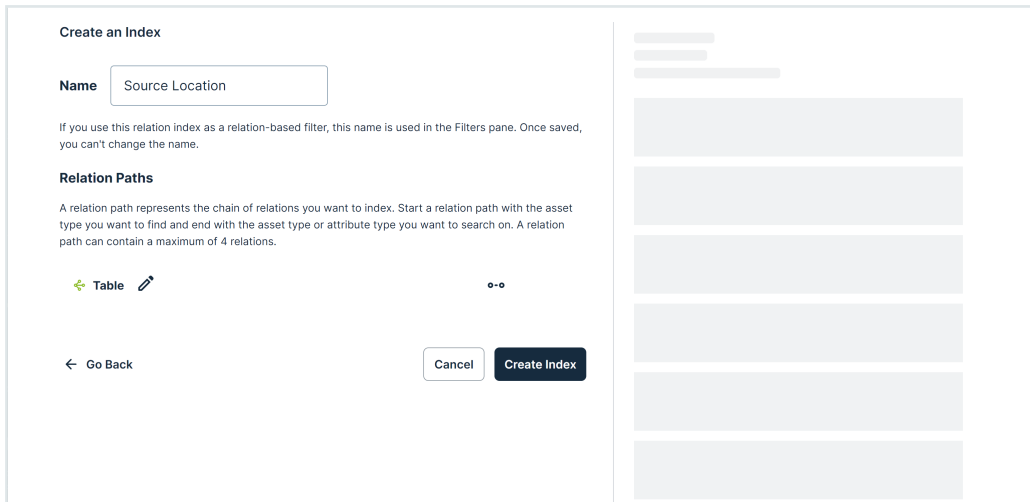 Create an Index
Name
Source Location
If you use this relation index as a relation-based filter, this name is used in the Filters pane. Once saved,
you can't change the name.
Relation Paths
A relation path represents the chain of relations you want to index. Start a relation path with the asset
type you want to find and end with the asset type or attribute type you want to search on. A relation
path can contain a maximum of 4 relations.
Table
Go Back
Cancel
Create Index